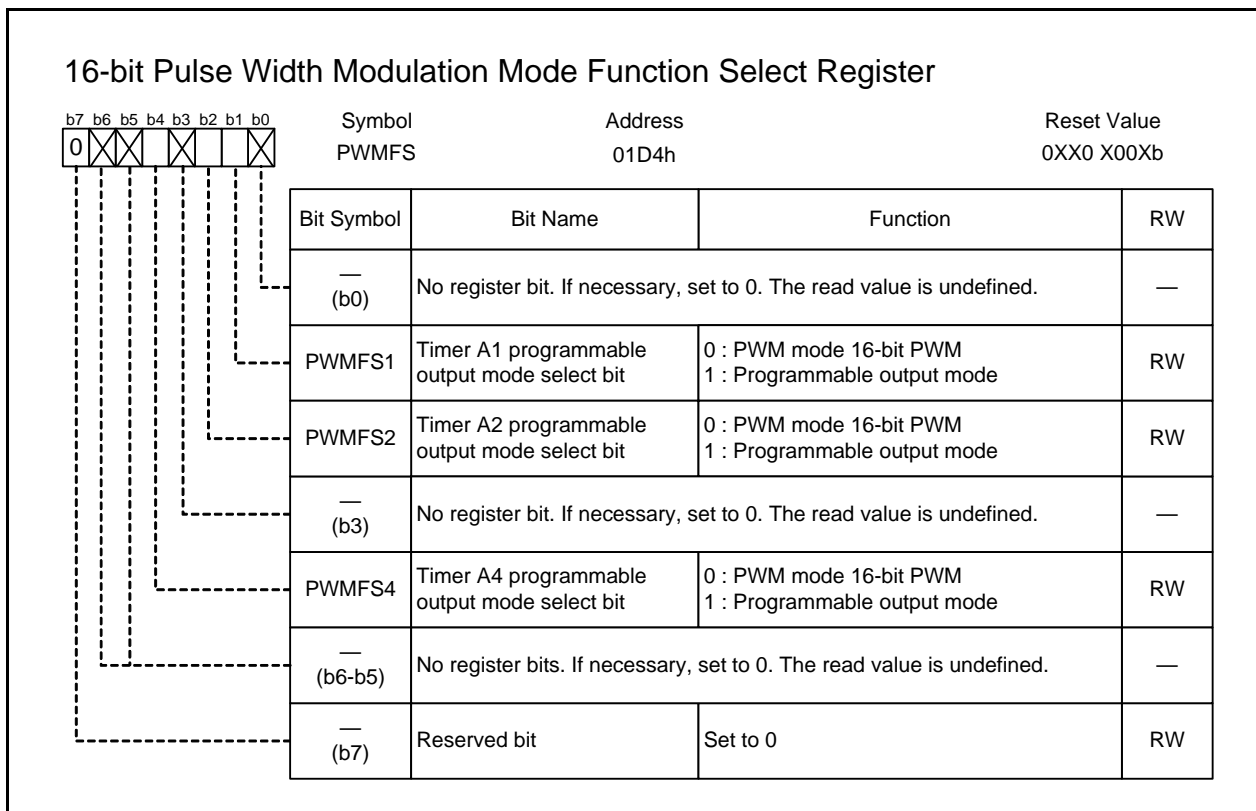 16-bit Pulse Width Modulation Mode Function Select Register
b7 b6 b5 b4 b3 b2 b1 b0
Symbol Address Reset Value
0
PWMFS 01D4h 0XX0 X00Xb
Bit Symbol Bit Name Function RW
—
(b0)
No register bit. If necessary, set to 0. The read value is undefined. —
PWMFS1
Timer A1 programmable
output mode select bit
0 : PWM mode 16-bit PWM
1 : Programmable output mode
RW
PWMFS2
Timer A2 programmable
output mode select bit
0 : PWM mode 16-bit PWM
1 : Programmable output mode
RW
—
(b3)
No register bit. If necessary, set to 0. The read value is undefined. —
PWMFS4
Timer A4 programmable
output mode select bit
0 : PWM mode 16-bit PWM
1 : Programmable output mode
RW
—
(b6-b5)
No register bits. If necessary, set to 0. The read value is undefined. —
—
(b7)
Reserved bit Set to 0 RW